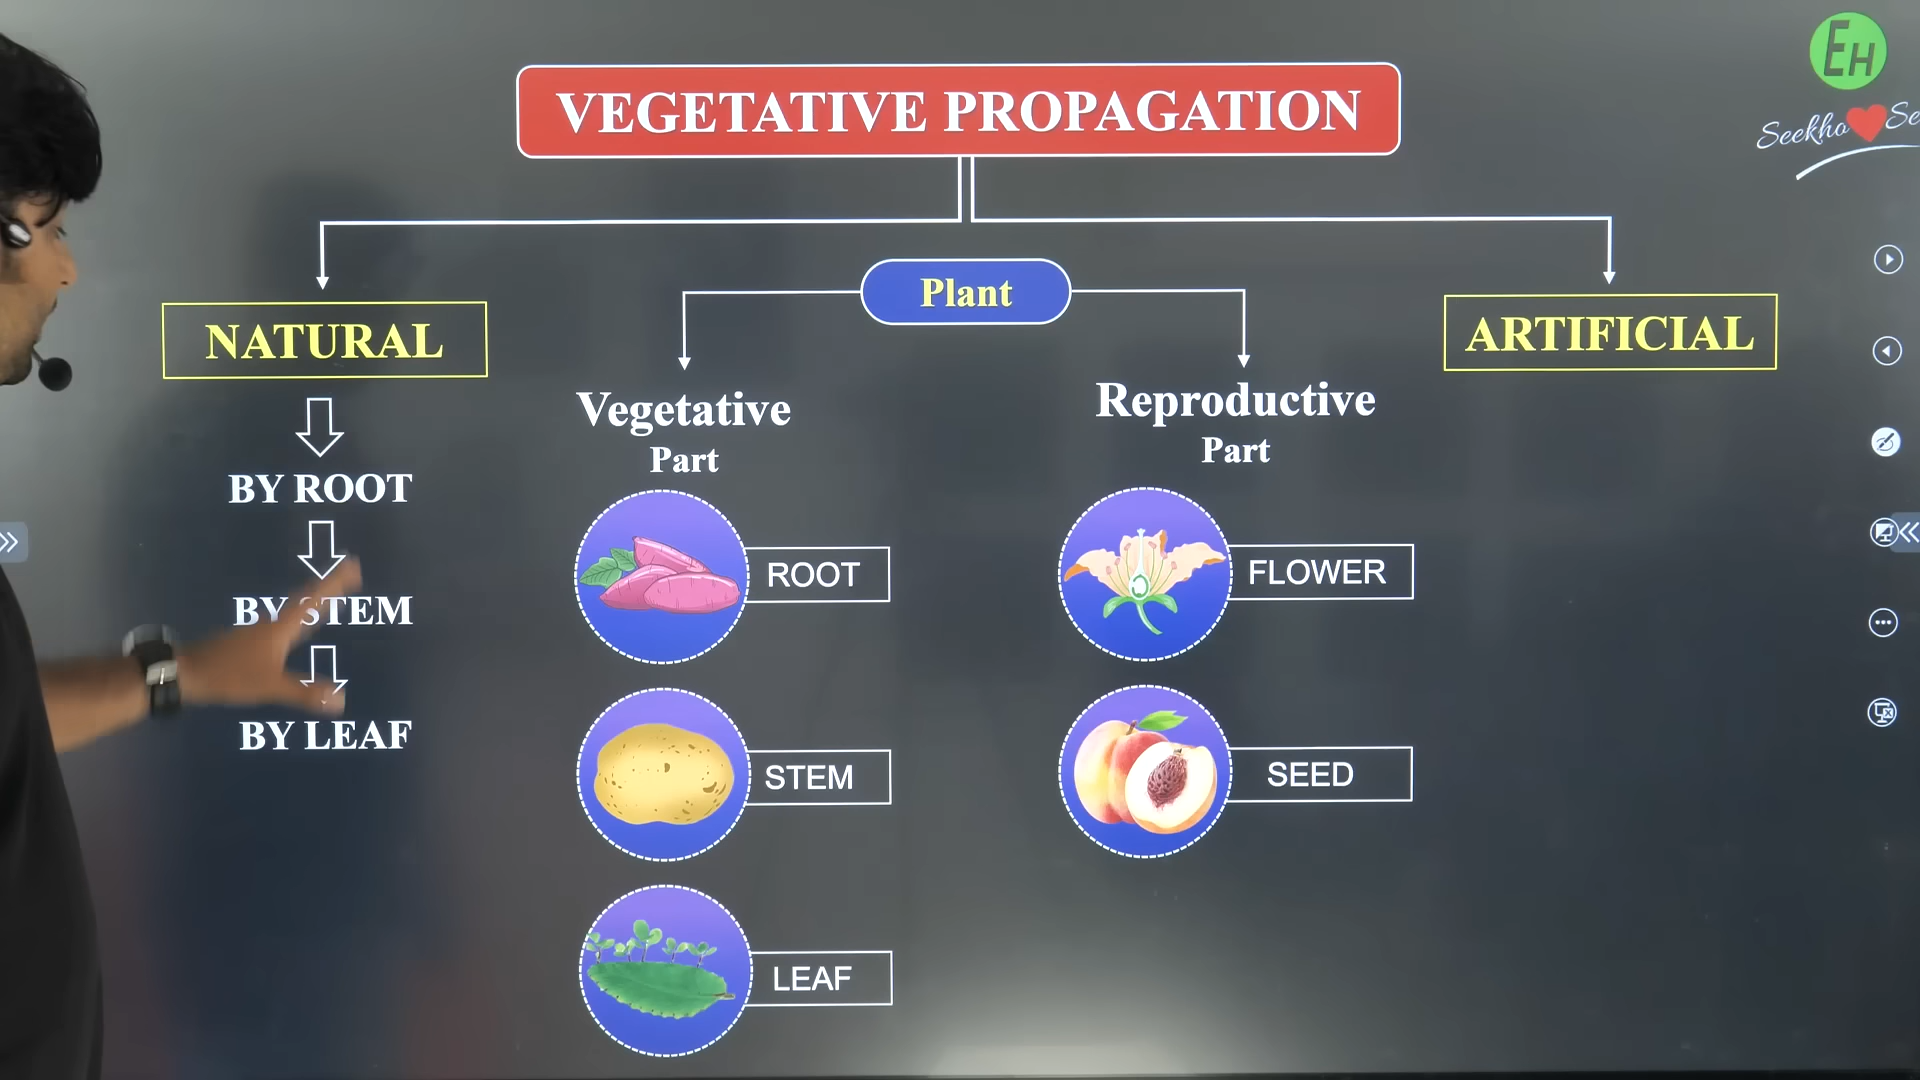 EH
Seekho
VEGETATIVE PROPAGATION
Plant
NATURAL
ARTIFICIAL
BY ROOT
BY STEM
BY LEAF
Vegetative
Part
ROOT
STEM
LEAF
Reproductive
Part
FLOWER
SEED